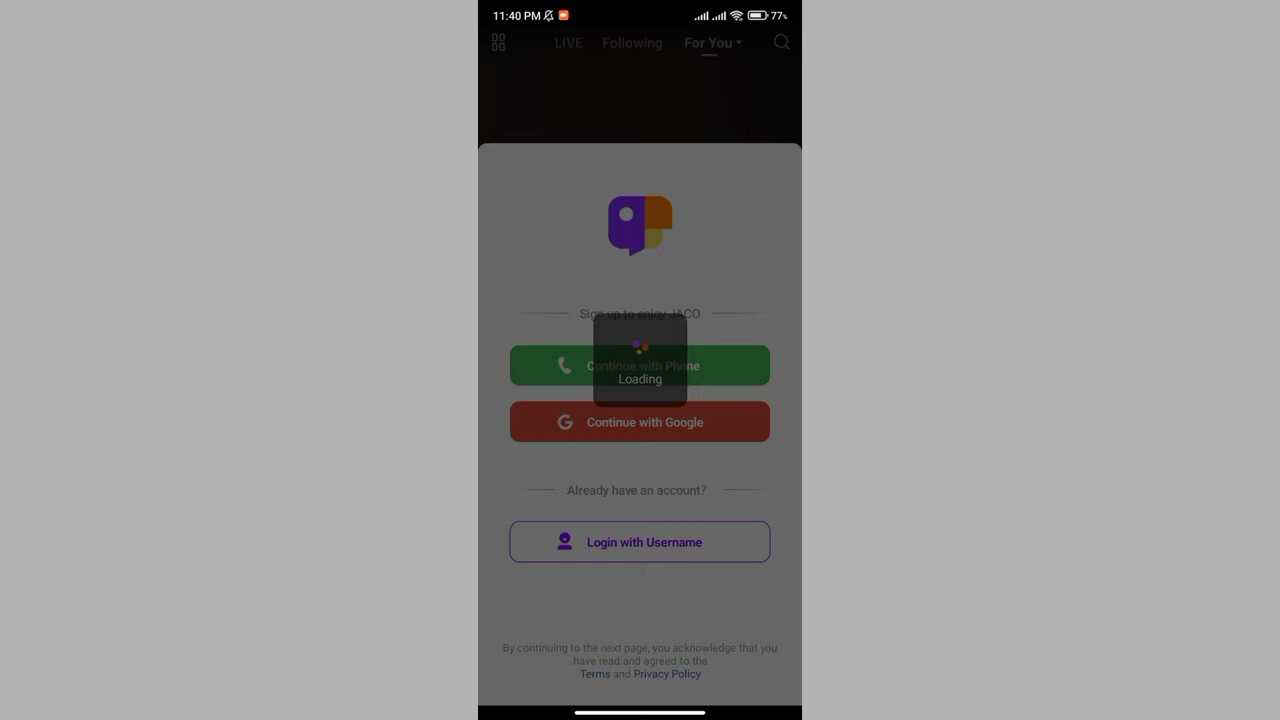 11:40 PM 77%
LIVE Following For You
Sign up to enjoy JACO
Continue with Phone
Loading
Continue with Google
Already have an account?
Login with Username
By continuing to the next page, you acknowledge that you
have read and agreed to the
Terms and Privacy Policy